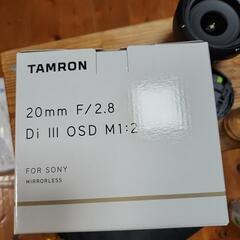 TAMRON
20mm F/2.8
Di III OSD M1:2
FOR SONY
MIRRORLESS